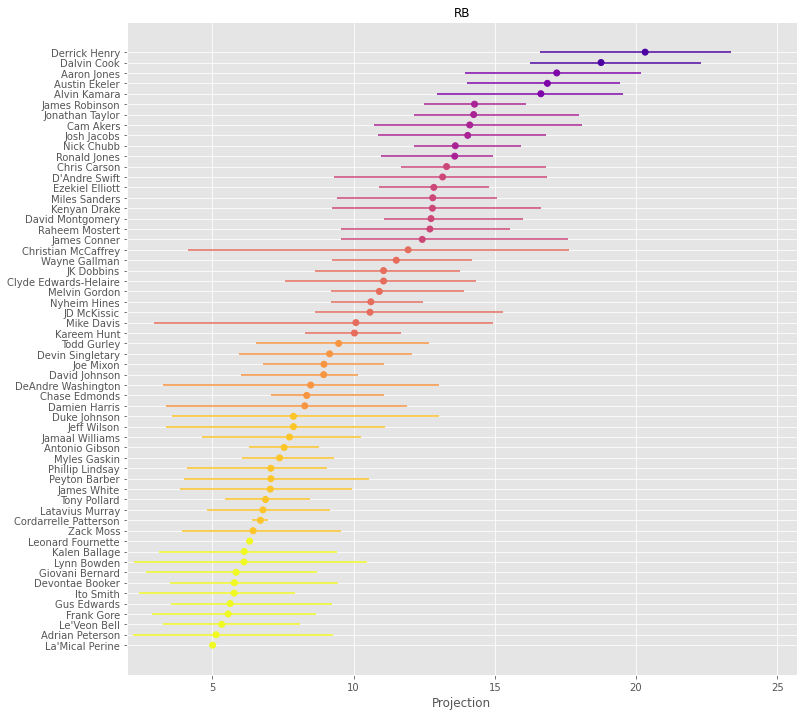 RB
Derrick Henry
Dalvin Cook
Aaron Jones
Austin Ekeler
Alvin Kamara
James Robinson
Jonathan Taylor
Cam Akers
Josh Jacobs
Nick Chubb
Ronald Jones
Chris Carson
D'Andre Swift
Ezekiel Elliott
Miles Sanders
Kenyan Drake
David Montgomery
Raheem Mostert
James Conner
Christian McCaffrey
Wayne Gallman
JK Dobbins
Clyde Edwards-Helaire
Melvin Gordon
Nyheim Hines
JD McKissic
Mike Davis
Kareem Hunt
Todd Gurley
Devin Singletary
Joe Mixon
David Johnson
DeAndre Washington
Chase Edmonds
Damien Harris
Duke Johnson
Jeff Wilson
Jamaal Williams
Antonio Gibson
Myles Gaskin
Phillip Lindsay
Peyton Barber
James White
Tony Pollard
Latavius Murray
Cordarrelle Patterson
Zack Moss
Leonard Fournette
Kalen Ballage
Lynn Bowden
Giovani Bernard
Devontae Booker
Ito Smith
Gus Edwards
Frank Gore
Le'Veon Bell
Adrian Peterson
La'Mical Perine
5 10 15 20 25
Projection